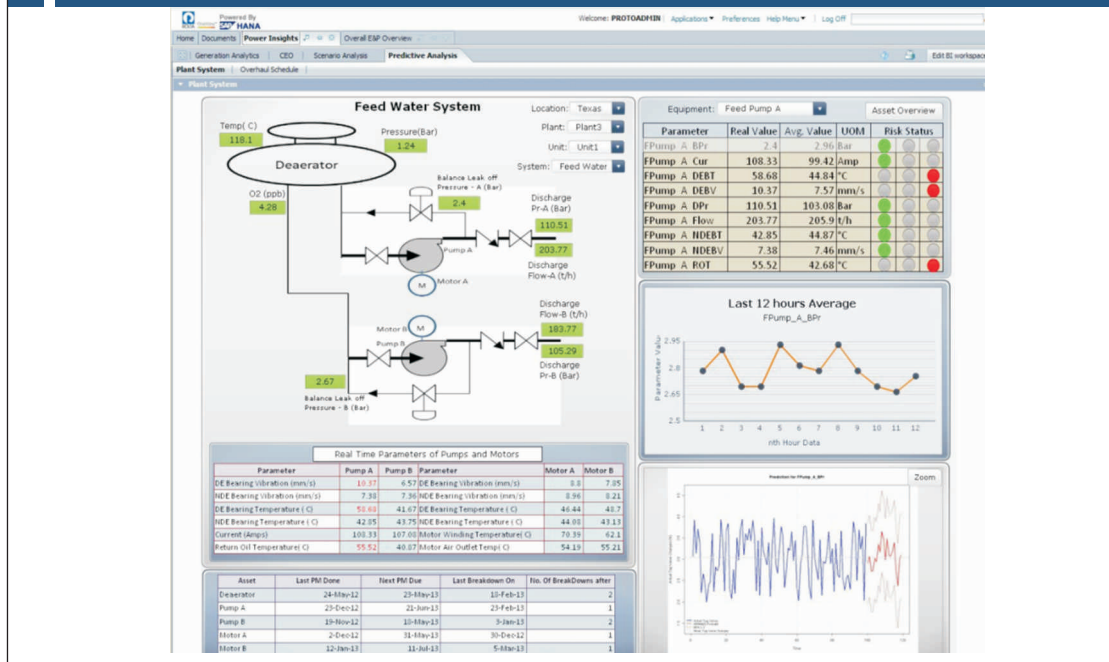 Powered By
SAP HANA
Welcome: PROTOADMIN Applications Preferences Help Menu Log Off
Home Documents Power Insights Overall E&P Overview
Generation Analytics CEO Scenario Analysis Predictive Analysis Edit BI workspace
Plant System Overhaul Schedule
Plant System
Feed Water System
Location: Texas
Plant: Plant3
Unit: Unit1
System: Feed Water
Temp( C)
118.1
Pressure(Bar)
1.24
Deaerator
O2 (ppb)
4.28
Balance Leak off
Pressure - A (Bar)
2.4
Discharge
Pr-A (Bar)
110.51
203.77
Discharge
Flow-A (t/h)
Pump A
M
Motor A
Discharge
Flow-B (t/h)
183.77
105.29
Discharge
Pr-B (Bar)
Motor B
M
Pump B
2.67
Balance Leak off
Pressure - B (Bar)
Real Time Parameters of Pumps and Motors
Parameter Pump A Pump B Parameter Motor A Motor B
DE Bearing Vibration (mm/s) 10.37 6.57 DE Bearing Vibration (mm/s) 8.8 7.85
NDE Bearing Vibration (mm/s) 7.38 7.36 NDE Bearing Vibration (mm/s) 8.96 8.21
DE Bearing Temperature ( C) 58.68 41.67 DE Bearing Temperature ( C) 46.44 48.7
NDE Bearing Temperature ( C) 42.85 43.75 NDE Bearing Temperature ( C) 44.08 43.13
Current (Amps) 108.33 107.08 Motor Winding Temperature( C) 70.39 62.1
Return Oil Temperature( C) 55.52 40.87 Motor Air Outlet Temp( C) 54.19 55.21
Asset Last PM Done Next PM Due Last Breakdown On No. Of BreakDowns after
Deaerator 24-May-12 23-May-13 10-Feb-13 2
Pump A 23-Dec-12 21-Jun-13 23-Feb-13 1
Pump B 19-Nov-12 18-May-13 3-Jan-13 2
Motor A 2-Dec-12 31-May-13 30-Dec-12 1
Motor B 12-Jan-13 11-Jul-13 5-Mar-13 1
Equipment: Feed Pump A Asset Overview
Parameter Real Value Avg. Value UOM Risk Status
FPump A BPr 2.4 2.96 Bar
FPump A Cur 108.33 99.42 Amp
FPump A DEBT 58.68 44.84 °C
FPump A DEBV 10.37 7.57 mm/s
FPump A DPr 110.51 103.08 Bar
FPump A Flow 203.77 205.9 t/h
FPump A NDEBT 42.85 44.87 °C
FPump A NDEBV 7.38 7.46 mm/s
FPump A ROT 55.52 42.68 °C
Last 12 hours Average
FPump_A_BPr
Parameter Value
2.95
2.8
2.65
2.5
1 2 3 4 5 6 7 8 9 10 11 12
nth Hour Data
Zoom
Prediction for FPump_A_BPr